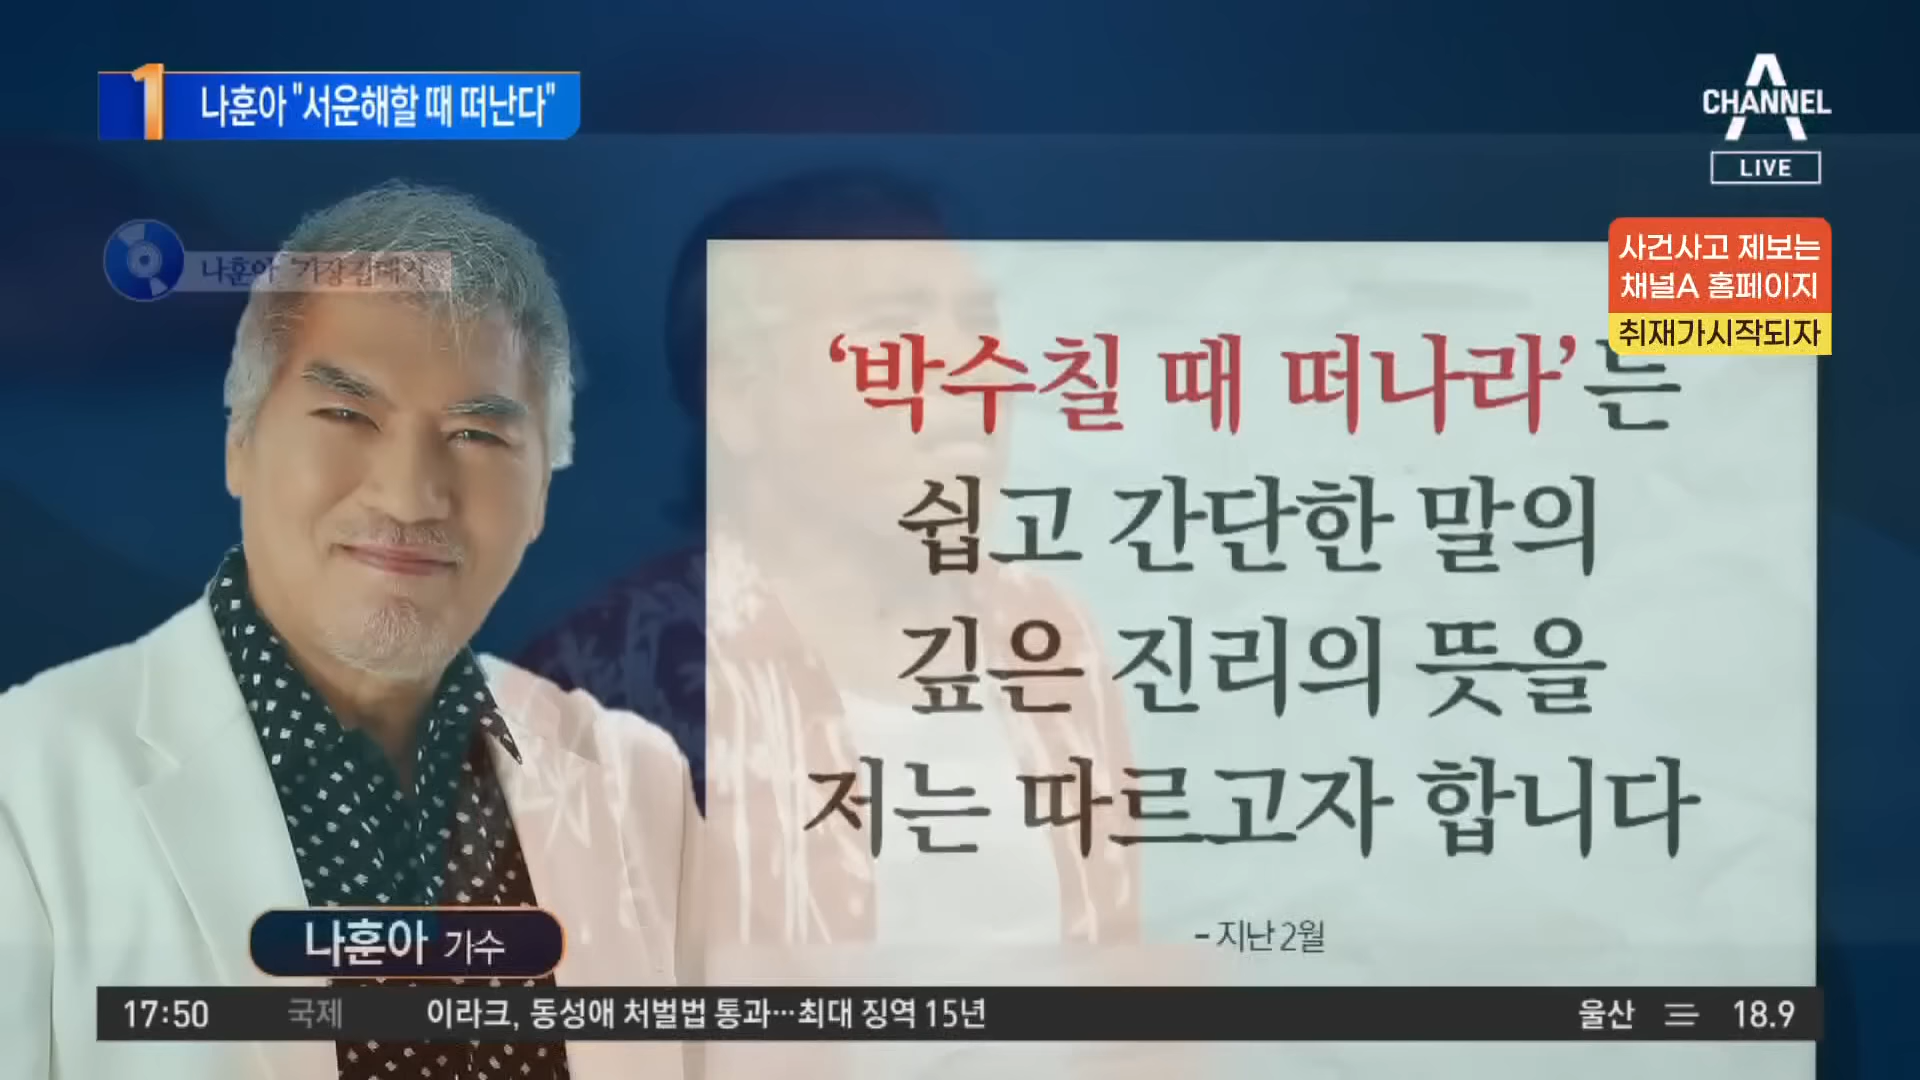 1 나훈아 "서운해할 때 떠난다"
CHANNEL A
LIVE
사건사고 제보는
채널A 홈페이지
취재가시작되자
나훈아
'박수칠 때 떠나라'는
쉽고 간단한 말의
깊은 진리의 뜻을
저는 따르고자 합니다
- 지난 2월
나훈아 가수
17:50 국제 이라크, 동성애 처벌법 통과…최대 징역 15년 울산 18.9